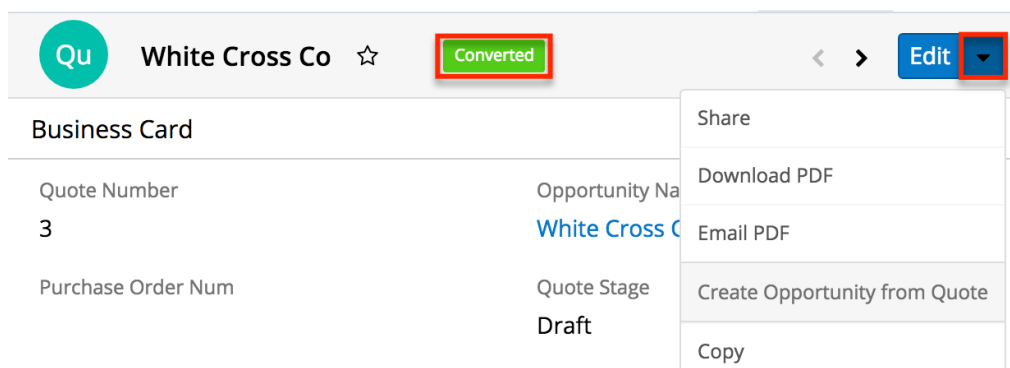 Qu White Cross Co Converted Edit
Business Card
Share
Download PDF
Email PDF
Create Opportunity from Quote
Copy
Quote Number
3
Opportunity Na
White Cross C
Purchase Order Num
Quote Stage
Draft